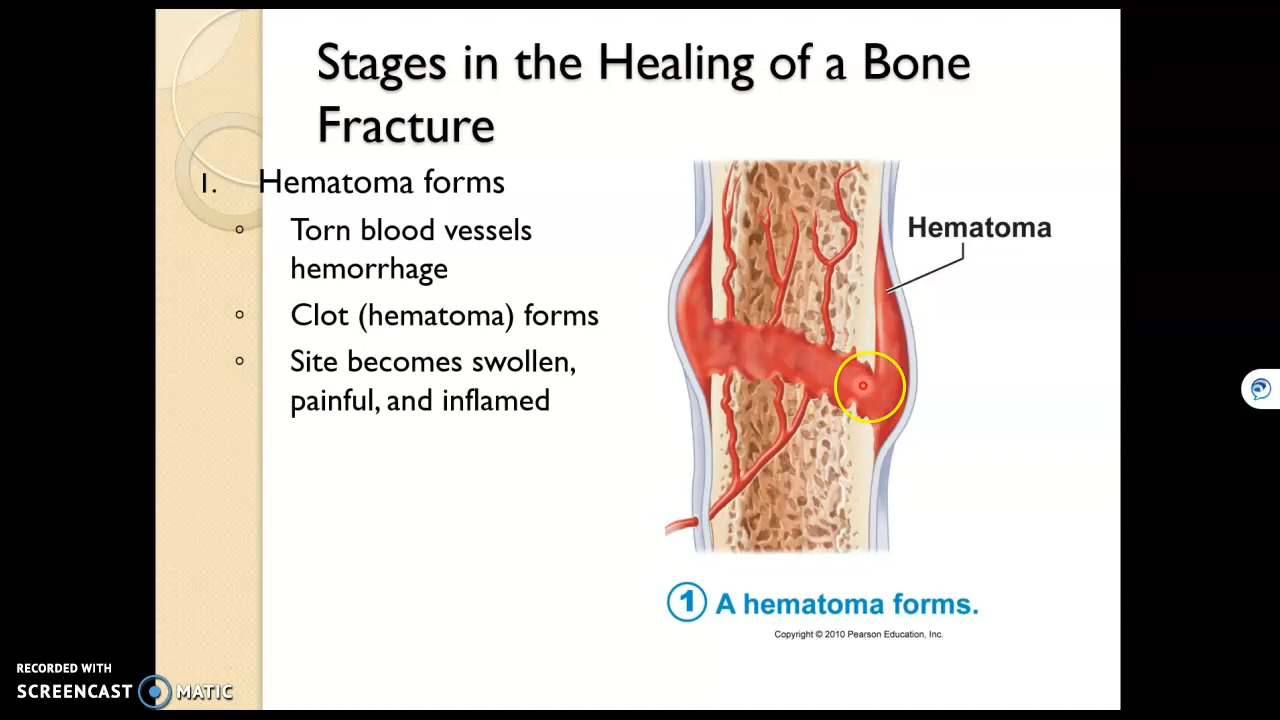 Stages in the Healing of a Bone
Fracture
1. Hematoma forms
Torn blood vessels
hemorrhage
Clot (hematoma) forms
Site becomes swollen,
painful, and inflamed
Hematoma
1 A hematoma forms.
Copyright © 2010 Pearson Education, Inc.
RECORDED WITH
SCREENCAST MATIC